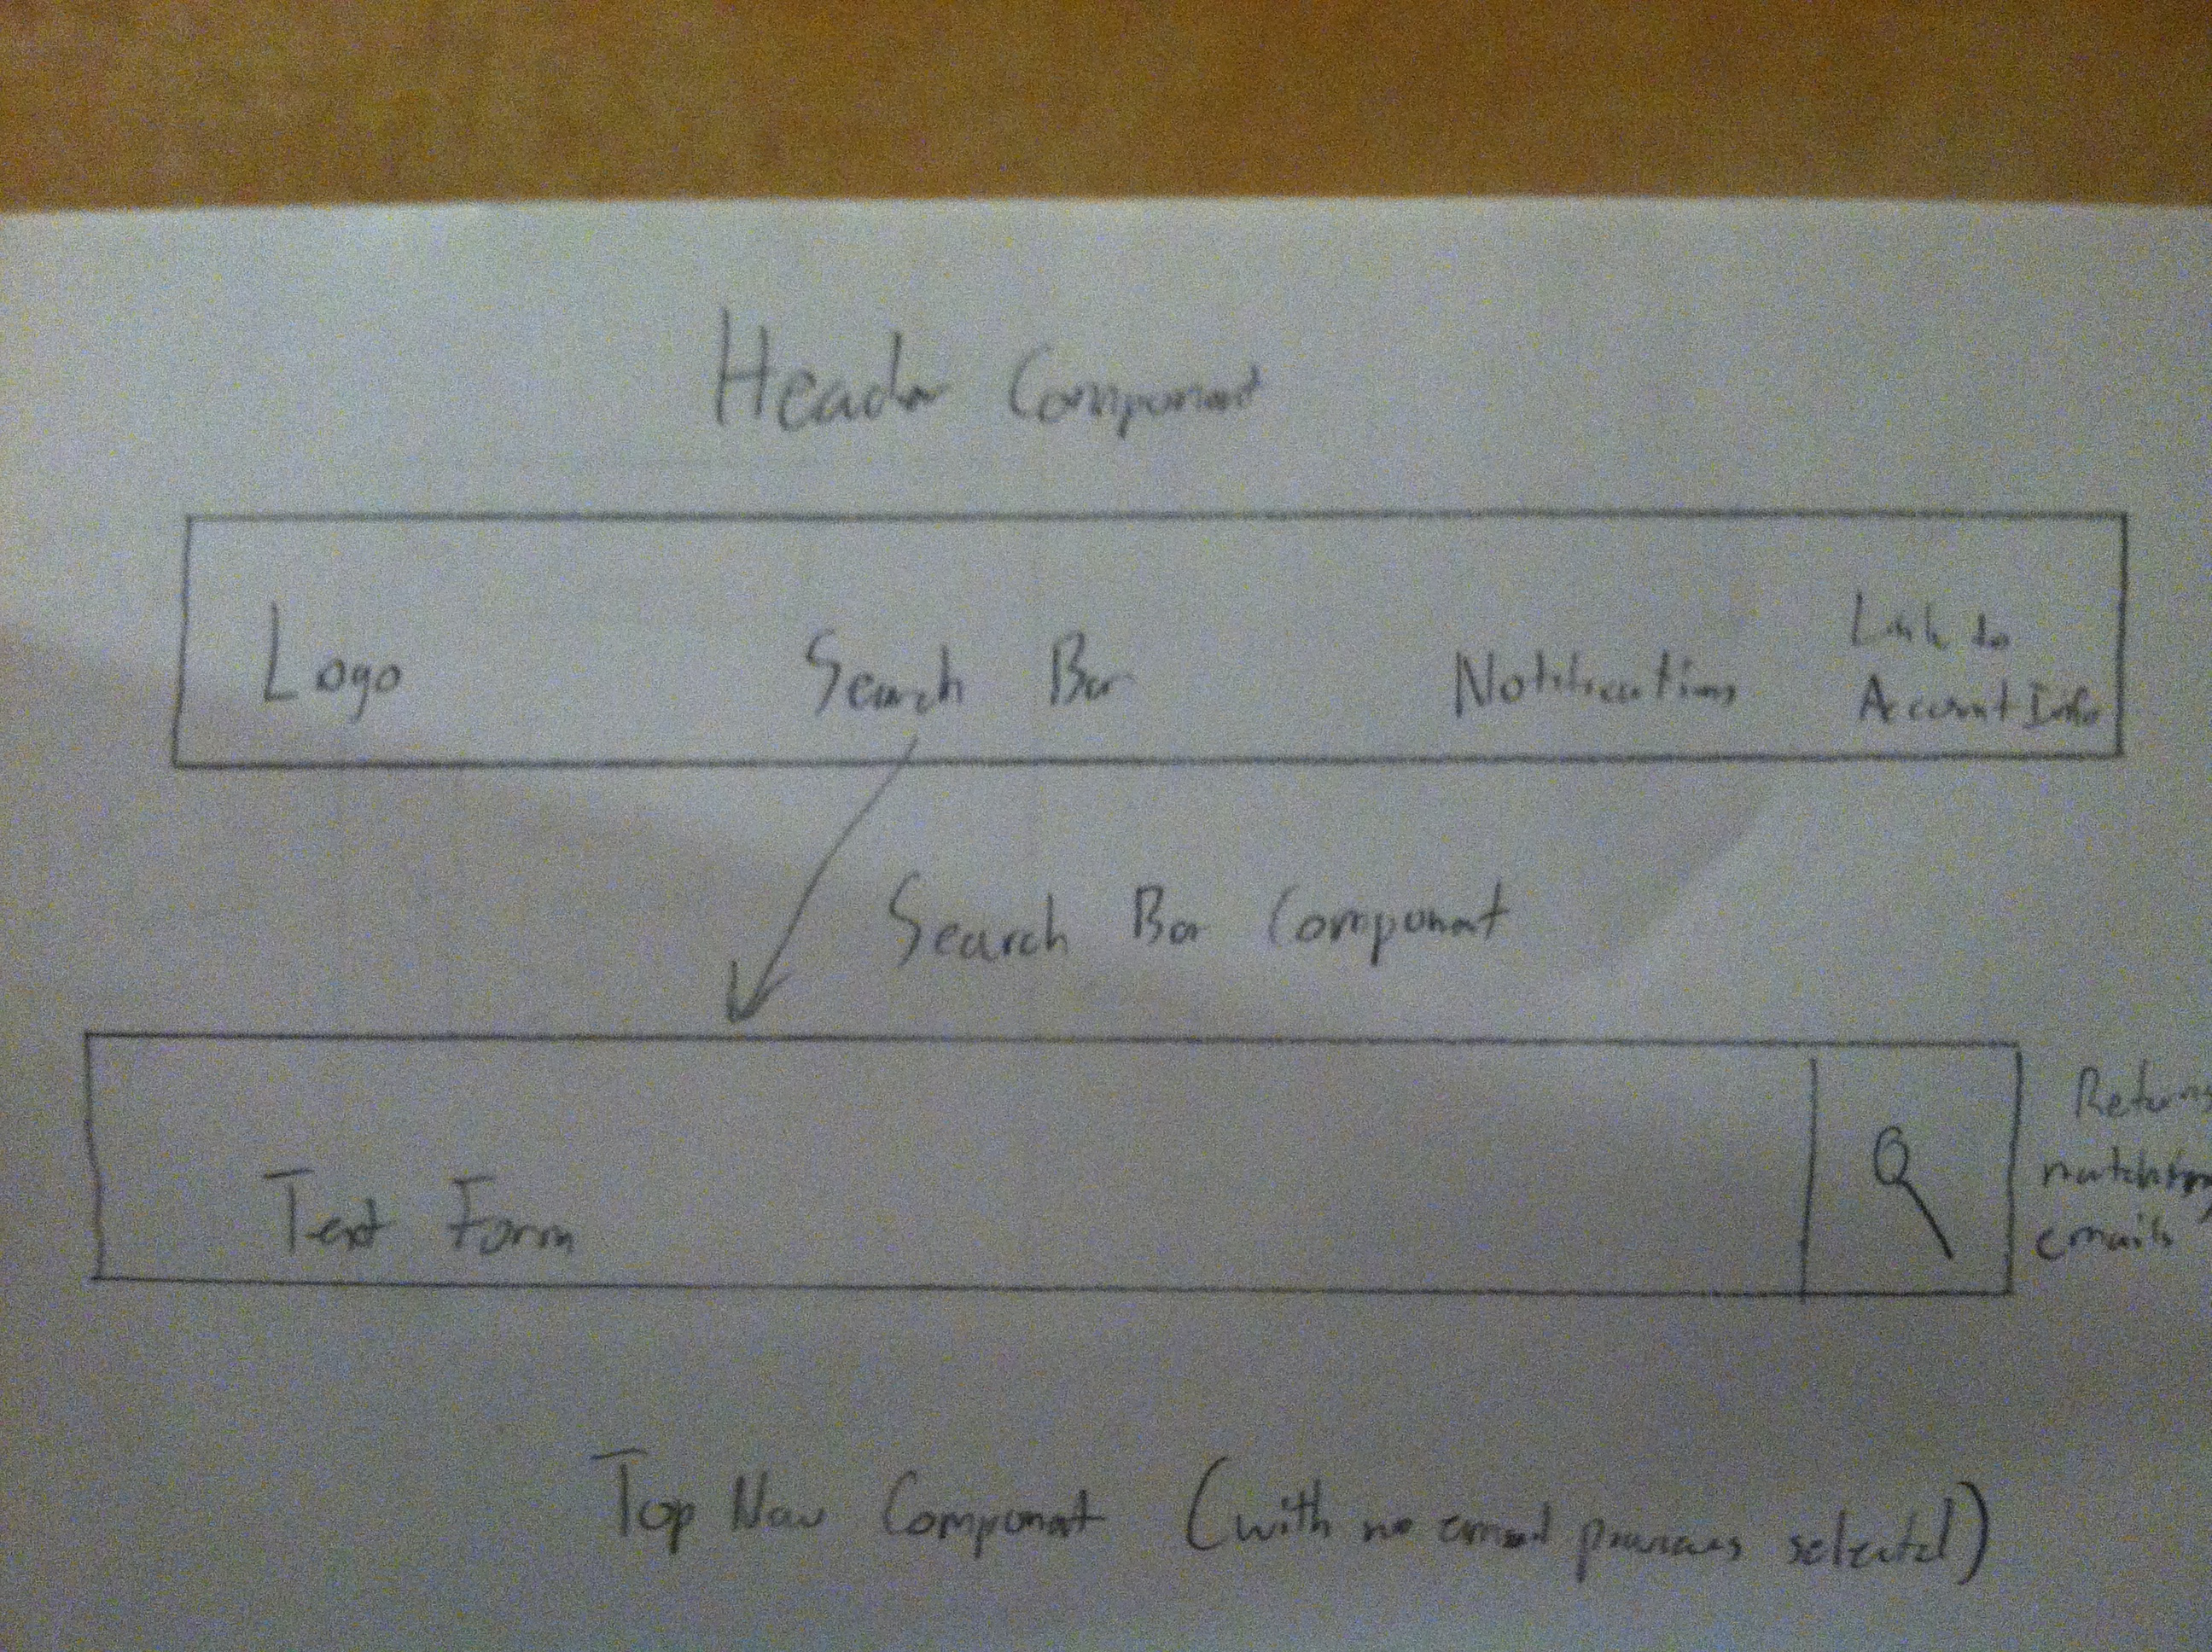 Header Component
Logo Search Bar Notifications Link to
Account Info
Search Bar Component
Text Form
Returns
matching
emails
Top Nav Component (with no email previews selected)